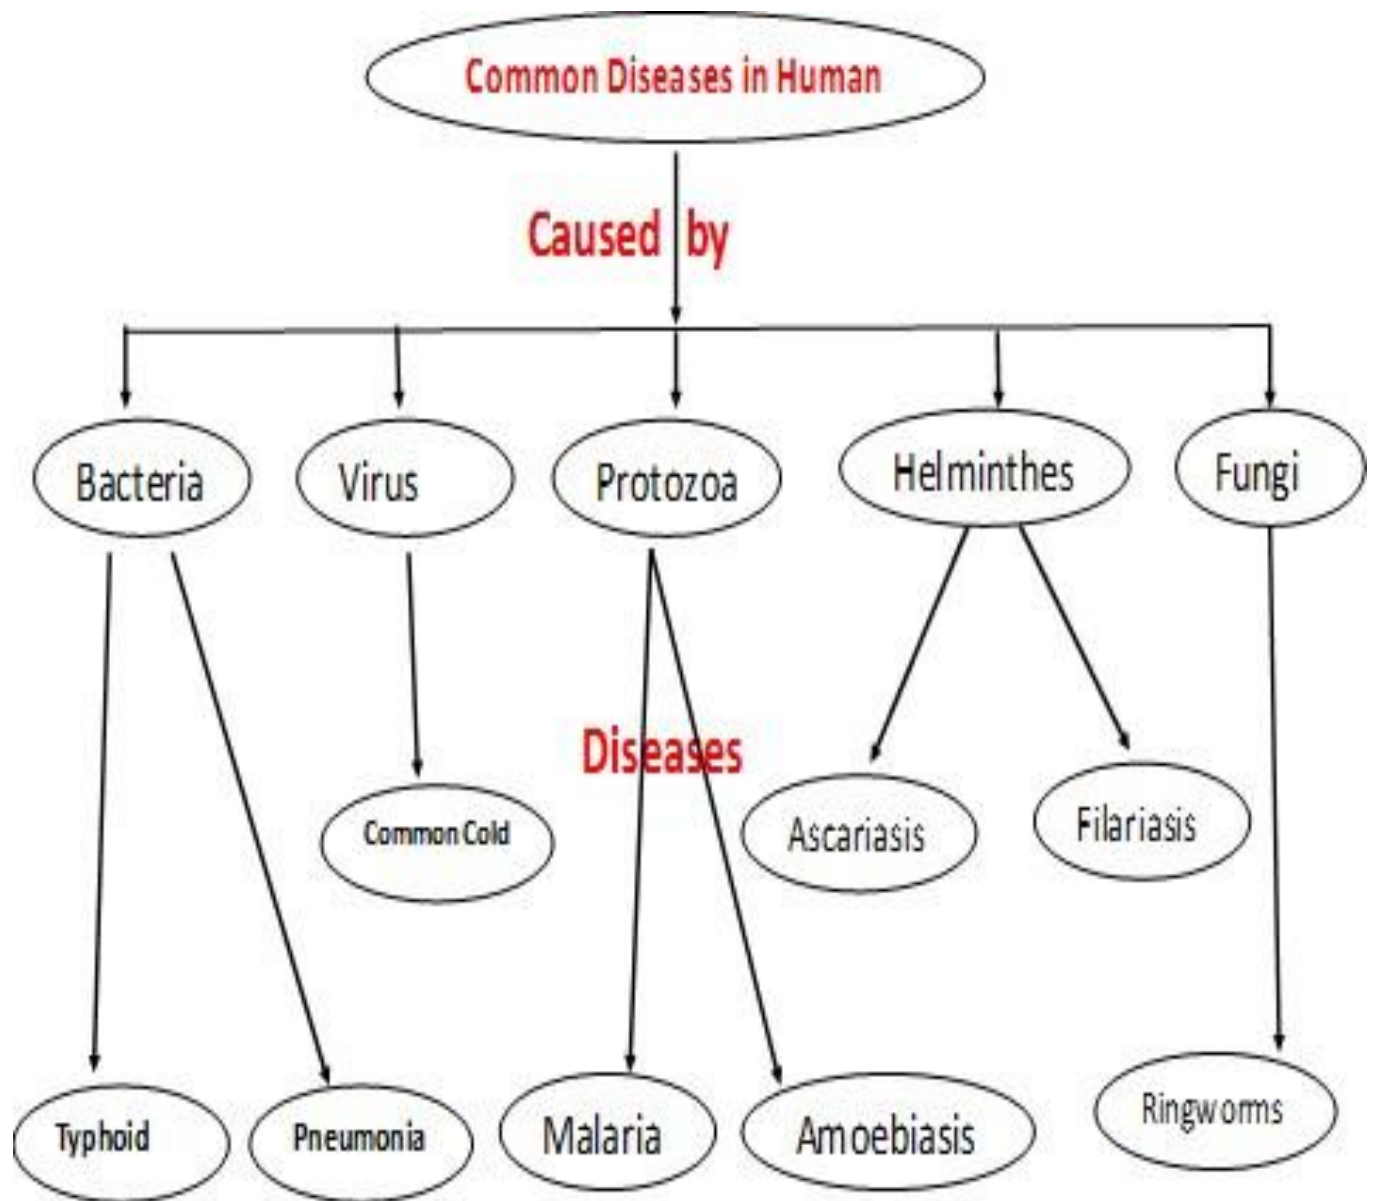 Common Diseases in Human
Caused by
Bacteria
Virus
Protozoa
Helminthes
Fungi
Diseases
Common Cold
Ascariasis
Filariasis
Typhoid
Pneumonia
Malaria
Amoebiasis
Ringworms